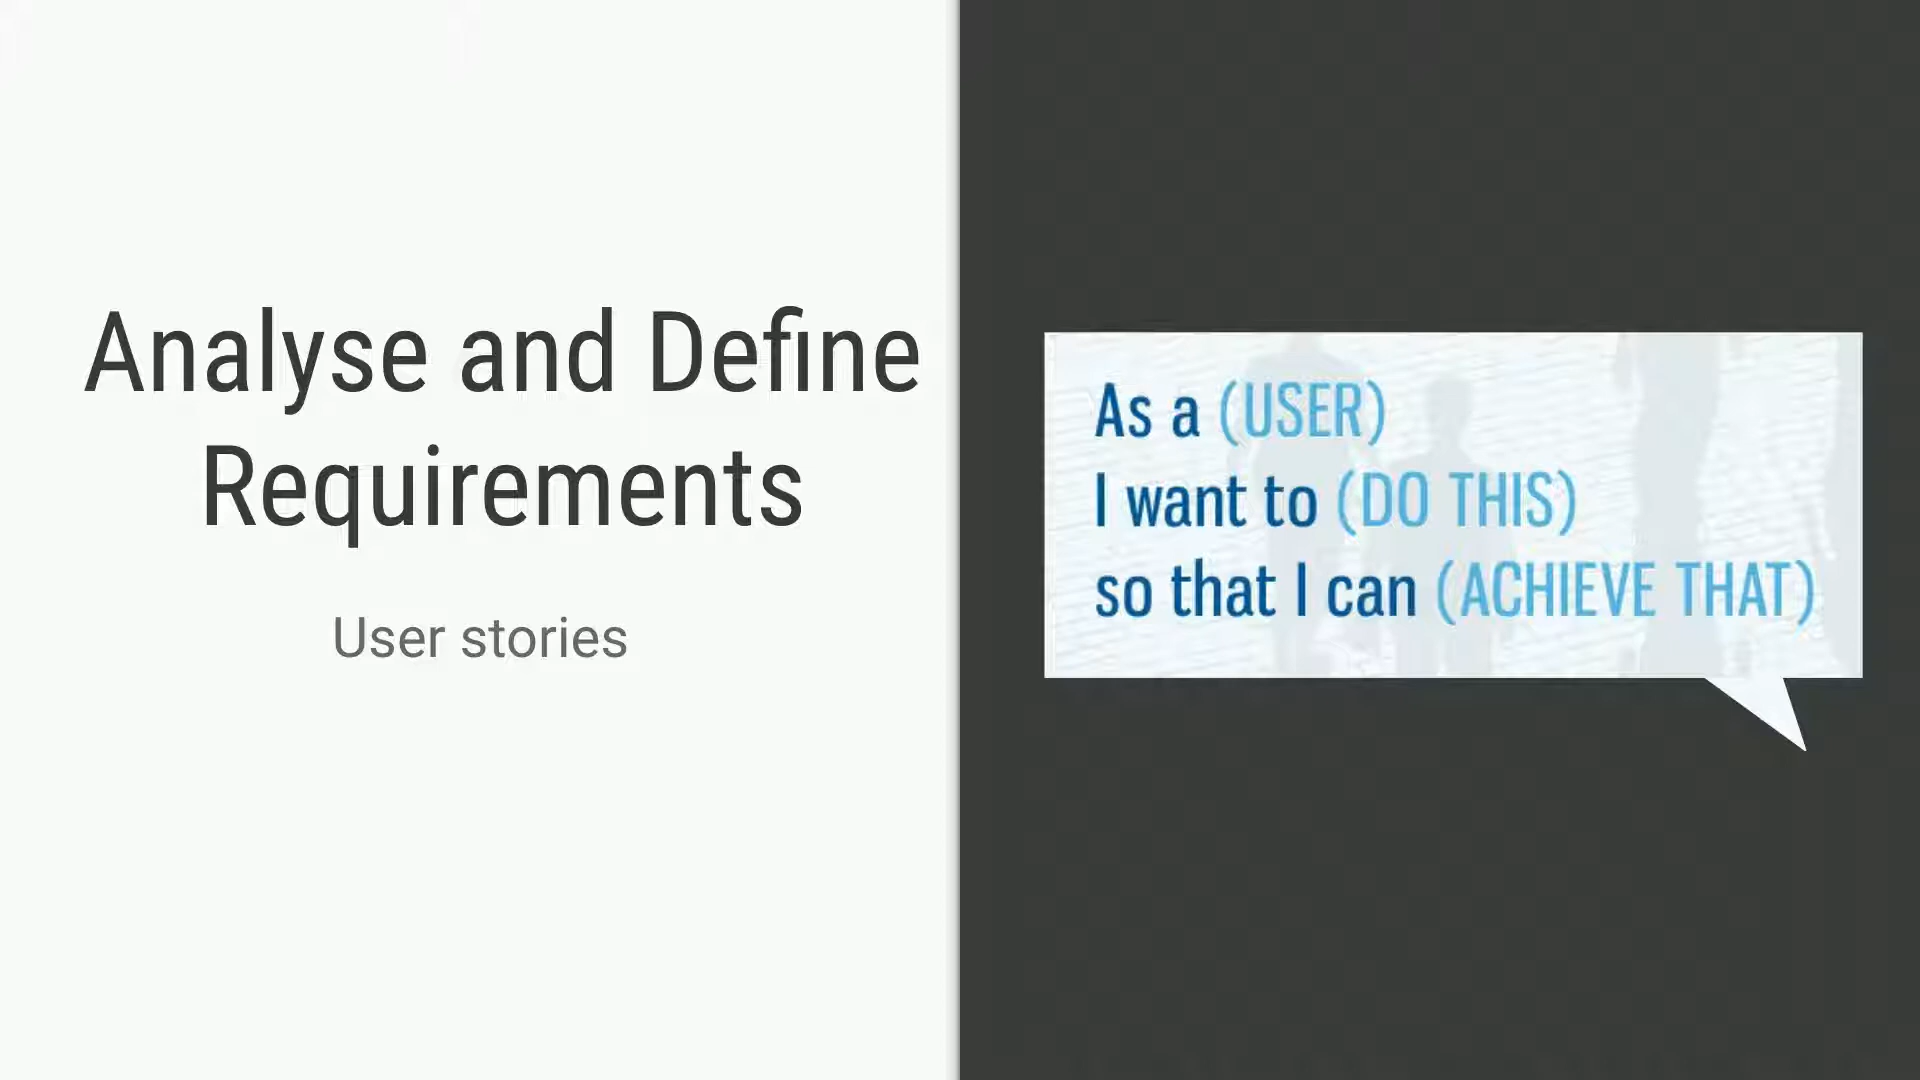 Analyse and Define
Requirements
User stories
As a (USER)
I want to (DO THIS)
so that I can (ACHIEVE THAT)